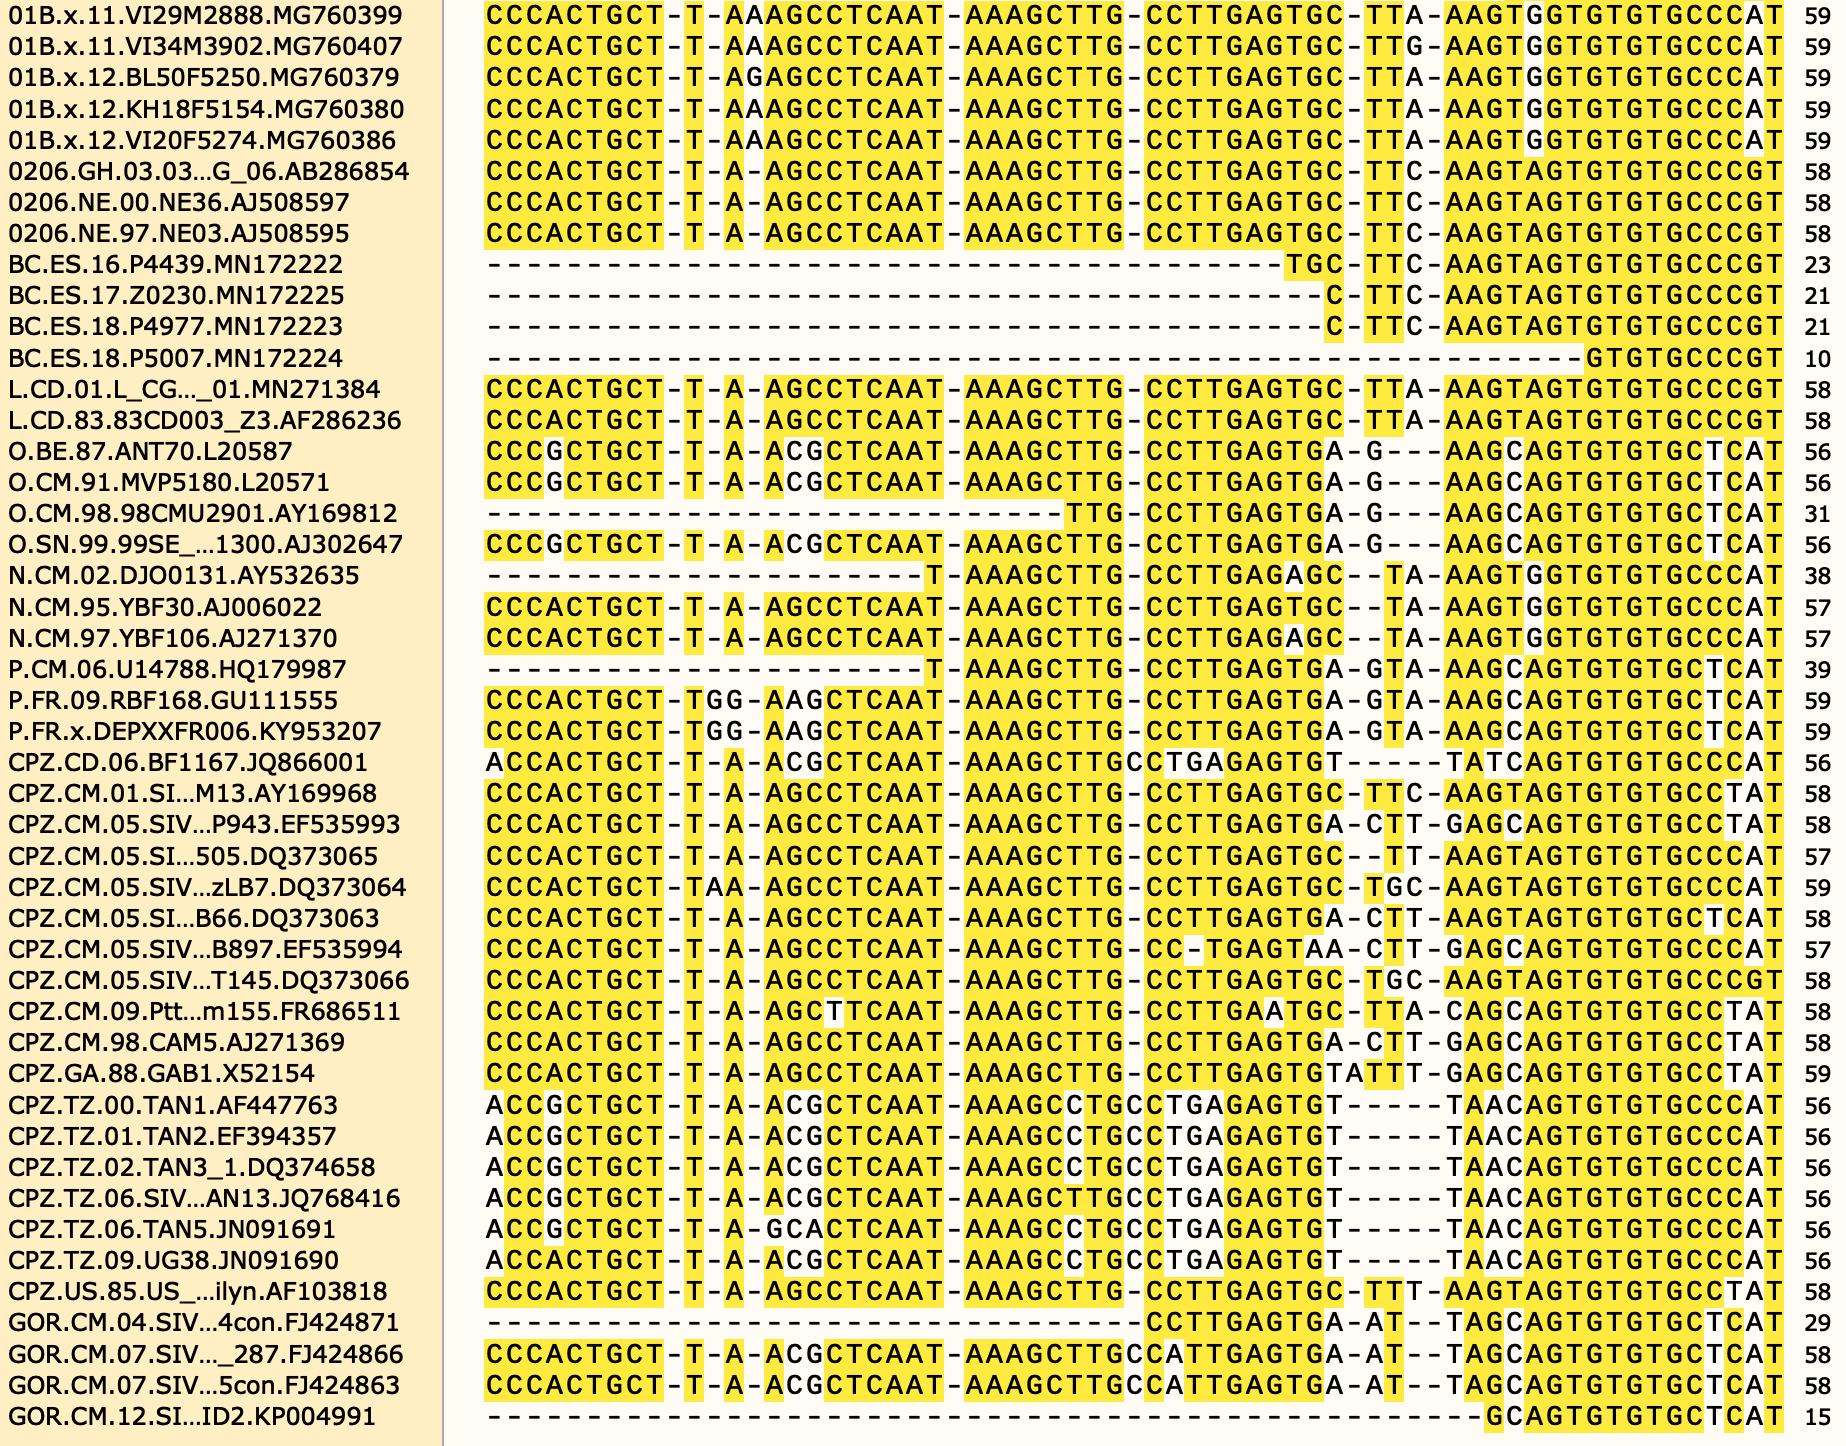 01B.x.11.VI29M2888.MG760399 CCCACTGCT-T-AAAGCCTCAAT-AAAGCTTG-CCTTGAGTGC-TTA-AAGTGGTGTGTGCCCAT 59
01B.x.11.VI34M3902.MG760407 CCCACTGCT-T-AAAGCCTCAAT-AAAGCTTG-CCTTGAGTGC-TTG-AAGTGGTGTGTGCCCAT 59
01B.x.12.BL50F5250.MG760379 CCCACTGCT-T-AGAGCCTCAAT-AAAGCTTG-CCTTGAGTGC-TTA-AAGTGGTGTGTGCCCAT 59
01B.x.12.KH18F5154.MG760380 CCCACTGCT-T-AAAGCCTCAAT-AAAGCTTG-CCTTGAGTGC-TTA-AAGTGGTGTGTGCCCAT 59
01B.x.12.VI20F5274.MG760386 CCCACTGCT-T-AAAGCCTCAAT-AAAGCTTG-CCTTGAGTGC-TTA-AAGTGGTGTGTGCCCAT 59
0206.GH.03.03...G_06.AB286854 CCCACTGCT-T-A-AGCCTCAAT-AAAGCTTG-CCTTGAGTGC-TTC-AAGTAGTGTGTGCCCGT 58
0206.NE.00.NE36.AJ508597 CCCACTGCT-T-A-AGCCTCAAT-AAAGCTTG-CCTTGAGTGC-TTC-AAGTAGTGTGTGCCCGT 58
0206.NE.97.NE03.AJ508595 CCCACTGCT-T-A-AGCCTCAAT-AAAGCTTG-CCTTGAGTGC-TTC-AAGTAGTGTGTGCCCGT 58
BC.ES.16.P4439.MN172222 ----------------------------------------TGC-TTC-AAGTAGTGTGTGCCCGT 23
BC.ES.17.Z0230.MN172225 ------------------------------------------C-TTC-AAGTAGTGTGTGCCCGT 21
BC.ES.18.P4977.MN172223 ------------------------------------------C-TTC-AAGTAGTGTGTGCCCGT 21
BC.ES.18.P5007.MN172224 -------------------------------------------------------GTGTGCCCGT 10
L.CD.01.L_CG..._01.MN271384 CCCACTGCT-T-A-AGCCTCAAT-AAAGCTTG-CCTTGAGTGC-TTA-AAGTAGTGTGTGCCCGT 58
L.CD.83.83CD003_Z3.AF286236 CCCACTGCT-T-A-AGCCTCAAT-AAAGCTTG-CCTTGAGTGC-TTA-AAGTAGTGTGTGCCCGT 58
O.BE.87.ANT70.L20587 CCCGCTGCT-T-A-ACGCTCAAT-AAAGCTTG-CCTTGAGTGA-G---AAGCAGTGTGTGCTCAT 56
O.CM.91.MVP5180.L20571 CCCGCTGCT-T-A-ACGCTCAAT-AAAGCTTG-CCTTGAGTGA-G---AAGCAGTGTGTGCTCAT 56
O.CM.98.98CMU2901.AY169812 -----------------------------TTG-CCTTGAGTGA-G---AAGCAGTGTGTGCTCAT 31
O.SN.99.99SE_...1300.AJ302647 CCCGCTGCT-T-A-ACGCTCAAT-AAAGCTTG-CCTTGAGTGA-G---AAGCAGTGTGTGCTCAT 56
N.CM.02.DJO0131.AY532635 ----------------------T-AAAGCTTG-CCTTGAGAGC--TA-AAGTGGTGTGTGCCCAT 38
N.CM.95.YBF30.AJ006022 CCCACTGCT-T-A-AGCCTCAAT-AAAGCTTG-CCTTGAGTGC--TA-AAGTGGTGTGTGCCCAT 57
N.CM.97.YBF106.AJ271370 CCCACTGCT-T-A-AGCCTCAAT-AAAGCTTG-CCTTGAGAGC--TA-AAGTGGTGTGTGCCCAT 57
P.CM.06.U14788.HQ179987 ----------------------T-AAAGCTTG-CCTTGAGTGA-GTA-AAGCAGTGTGTGCTCAT 39
P.FR.09.RBF168.GU111555 CCCACTGCT-TGG-AAGCTCAAT-AAAGCTTG-CCTTGAGTGA-GTA-AAGCAGTGTGTGCTCAT 59
P.FR.x.DEPXXFR006.KY953207 CCCACTGCT-TGG-AAGCTCAAT-AAAGCTTG-CCTTGAGTGA-GTA-AAGCAGTGTGTGCTCAT 59
CPZ.CD.06.BF1167.JQ866001 ACCACTGCT-T-A-ACGCTCAAT-AAAGCTTGCCTGAGAGTGT-----TATCAGTGTGTGCCCAT 56
CPZ.CM.01.SI...M13.AY169968 CCCACTGCT-T-A-AGCCTCAAT-AAAGCTTG-CCTTGAGTGC-TTC-AAGTAGTGTGTGCCTAT 58
CPZ.CM.05.SIV...P943.EF535993 CCCACTGCT-T-A-AGCCTCAAT-AAAGCTTG-CCTTGAGTGA-CTT-GAGCAGTGTGTGCCTAT 58
CPZ.CM.05.SI...505.DQ373065 CCCACTGCT-T-A-AGCCTCAAT-AAAGCTTG-CCTTGAGTGC--TT-AAGTAGTGTGTGCCCAT 57
CPZ.CM.05.SIV...zLB7.DQ373064 CCCACTGCT-TAA-AGCCTCAAT-AAAGCTTG-CCTTGAGTGC-TGC-AAGTAGTGTGTGCCCAT 59
CPZ.CM.05.SI...B66.DQ373063 CCCACTGCT-T-A-AGCCTCAAT-AAAGCTTG-CCTTGAGTGA-CTT-AAGTAGTGTGTGCTCAT 58
CPZ.CM.05.SIV...B897.EF535994 CCCACTGCT-T-A-AGCCTCAAT-AAAGCTTG-CC-TGAGTAA-CTT-GAGCAGTGTGTGCCCAT 57
CPZ.CM.05.SIV...T145.DQ373066 CCCACTGCT-T-A-AGCCTCAAT-AAAGCTTG-CCTTGAGTGC-TGC-AAGTAGTGTGTGCCCGT 58
CPZ.CM.09.Ptt...m155.FR686511 CCCACTGCT-T-A-AGCTTCAAT-AAAGCTTG-CCTTGAATGC-TTA-CAGCAGTGTGTGCCTAT 58
CPZ.CM.98.CAM5.AJ271369 CCCACTGCT-T-A-AGCCTCAAT-AAAGCTTG-CCTTGAGTGA-CTT-GAGCAGTGTGTGCCTAT 58
CPZ.GA.88.GAB1.X52154 CCCACTGCT-T-A-AGCCTCAAT-AAAGCTTG-CCTTGAGTGTATTT-GAGCAGTGTGTGCCTAT 59
CPZ.TZ.00.TAN1.AF447763 ACCGCTGCT-T-A-ACGCTCAAT-AAAGCCTGCCTGAGAGTGT-----TAACAGTGTGTGCCCAT 56
CPZ.TZ.01.TAN2.EF394357 ACCGCTGCT-T-A-ACGCTCAAT-AAAGCCTGCCTGAGAGTGT-----TAACAGTGTGTGCCCAT 56
CPZ.TZ.02.TAN3_1.DQ374658 ACCGCTGCT-T-A-ACGCTCAAT-AAAGCCTGCCTGAGAGTGT-----TAACAGTGTGTGCCCAT 56
CPZ.TZ.06.SIV...AN13.JQ768416 ACCGCTGCT-T-A-ACGCTCAAT-AAAGCTTGCCTGAGAGTGT-----TAACAGTGTGTGCCCAT 56
CPZ.TZ.06.TAN5.JN091691 ACCGCTGCT-T-A-GCACTCAAT-AAAGCCTGCCTGAGAGTGT-----TAACAGTGTGTGCCCAT 56
CPZ.TZ.09.UG38.JN091690 ACCACTGCT-T-A-ACGCTCAAT-AAAGCCTGCCTGAGAGTGT-----TAACAGTGTGTGCCCAT 56
CPZ.US.85.US_...ilyn.AF103818 CCCACTGCT-T-A-AGCCTCAAT-AAAGCTTG-CCTTGAGTGC-TTT-AAGTAGTGTGTGCCTAT 58
GOR.CM.04.SIV...4con.FJ424871 ---------------------------------CCTTGAGTGA-AT--TAGCAGTGTGTGCTCAT 29
GOR.CM.07.SIV..._287.FJ424866 CCCACTGCT-T-A-ACGCTCAAT-AAAGCTTGCCATTGAGTGA-AT--TAGCAGTGTGTGCTCAT 58
GOR.CM.07.SIV...5con.FJ424863 CCCACTGCT-T-A-ACGCTCAAT-AAAGCTTGCCATTGAGTGA-AT--TAGCAGTGTGTGCTCAT 58
GOR.CM.12.SI...ID2.KP004991 --------------------------------------------------GCAGTGTGTGCTCAT 15